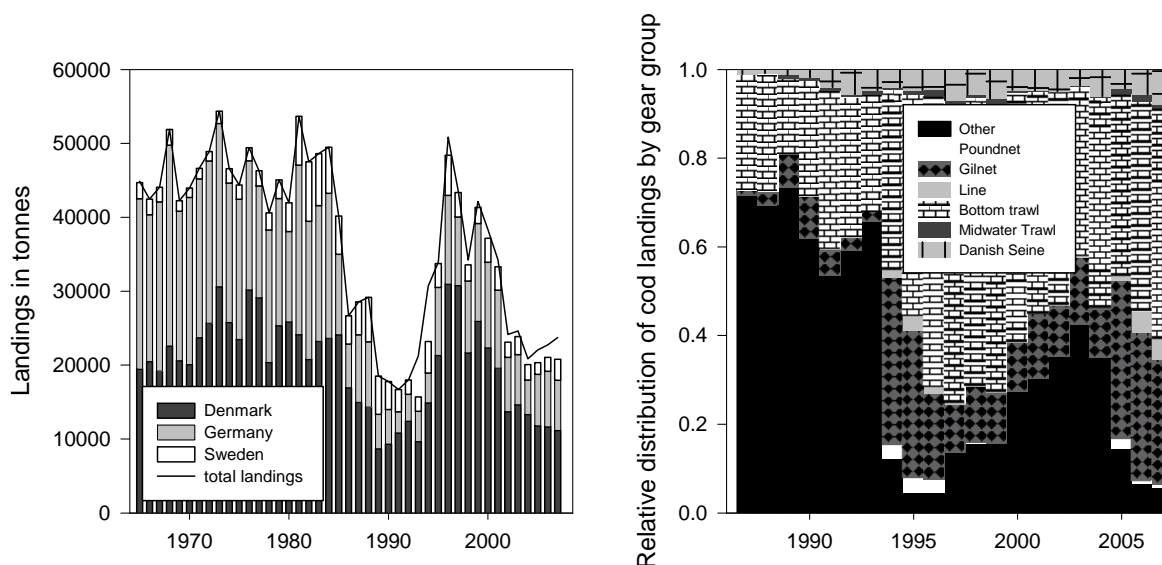 Landings in tonnes
60000
50000
40000
30000
20000
10000
0
1970
1980
1990
2000
Denmark
Germany
Sweden
total landings
Relative distribution of cod landings by gear group
1.0
0.8
0.6
0.4
0.2
0.0
1990
1995
2000
2005
Other
Poundnet
Gilnet
Line
Bottom trawl
Midwater Trawl
Danish Seine